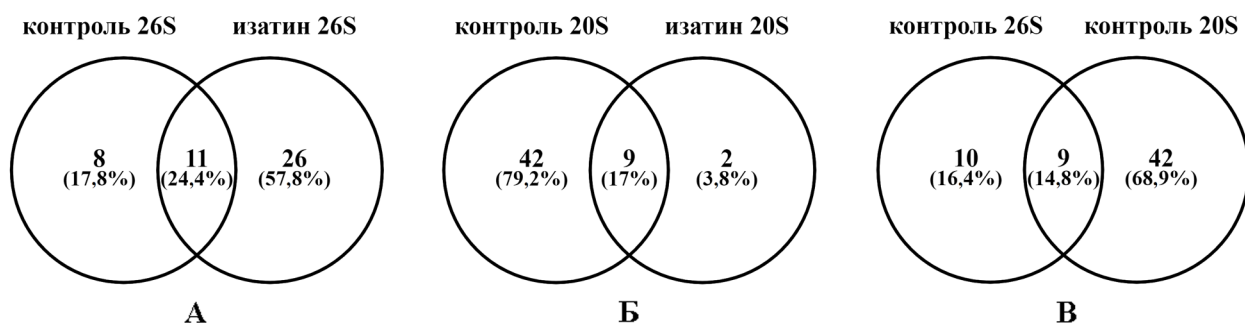 контроль 26S изатин 26S
8 11 26
(17,8%) (24,4%) (57,8%)
А
контроль 20S изатин 20S
42 9 2
(79,2%) (17%) (3,8%)
Б
контроль 26S контроль 20S
10 9 42
(16,4%) (14,8%) (68,9%)
В